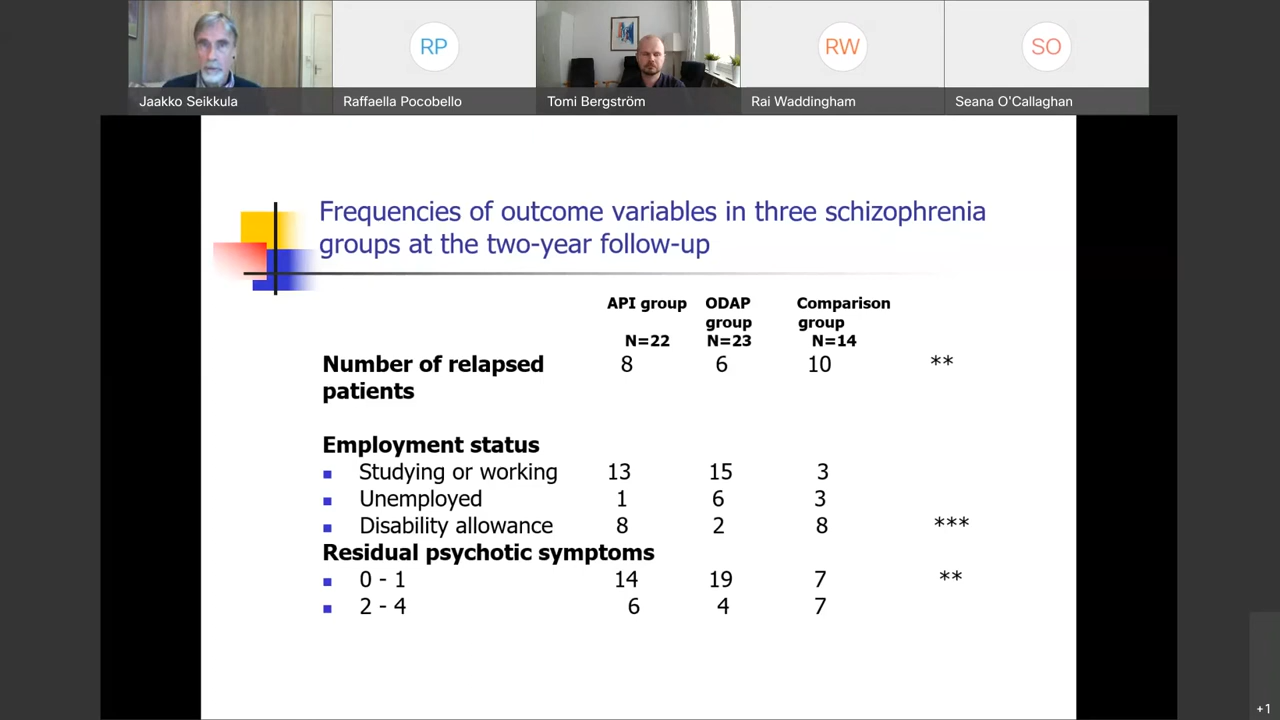 RP
RW
SO
Jaakko Seikkula
Raffaella Pocobello
Tomi Bergström
Rai Waddingham
Seana O'Callaghan
Frequencies of outcome variables in three schizophrenia
groups at the two-year follow-up
API group ODAP Comparison
group group
N=22 N=23 N=14
Number of relapsed 8 6 10 **
patients
Employment status
Studying or working 13 15 3
Unemployed 1 6 3
Disability allowance 8 2 8 ***
Residual psychotic symptoms
0 - 1 14 19 7 **
2 - 4 6 4 7
+1